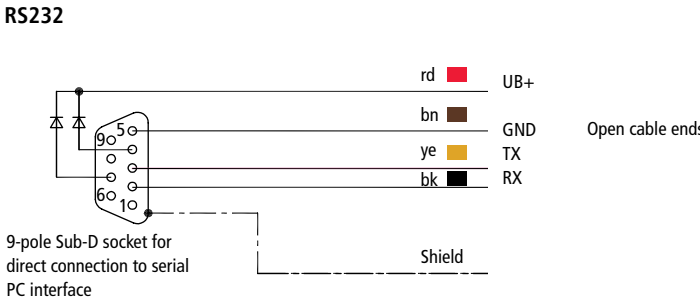 RS232
rd
UB+
bn
GND
Open cable ends
ye
TX
bk
RX
5
9
6
1
Shield
9-pole Sub-D socket for
direct connection to serial
PC interface